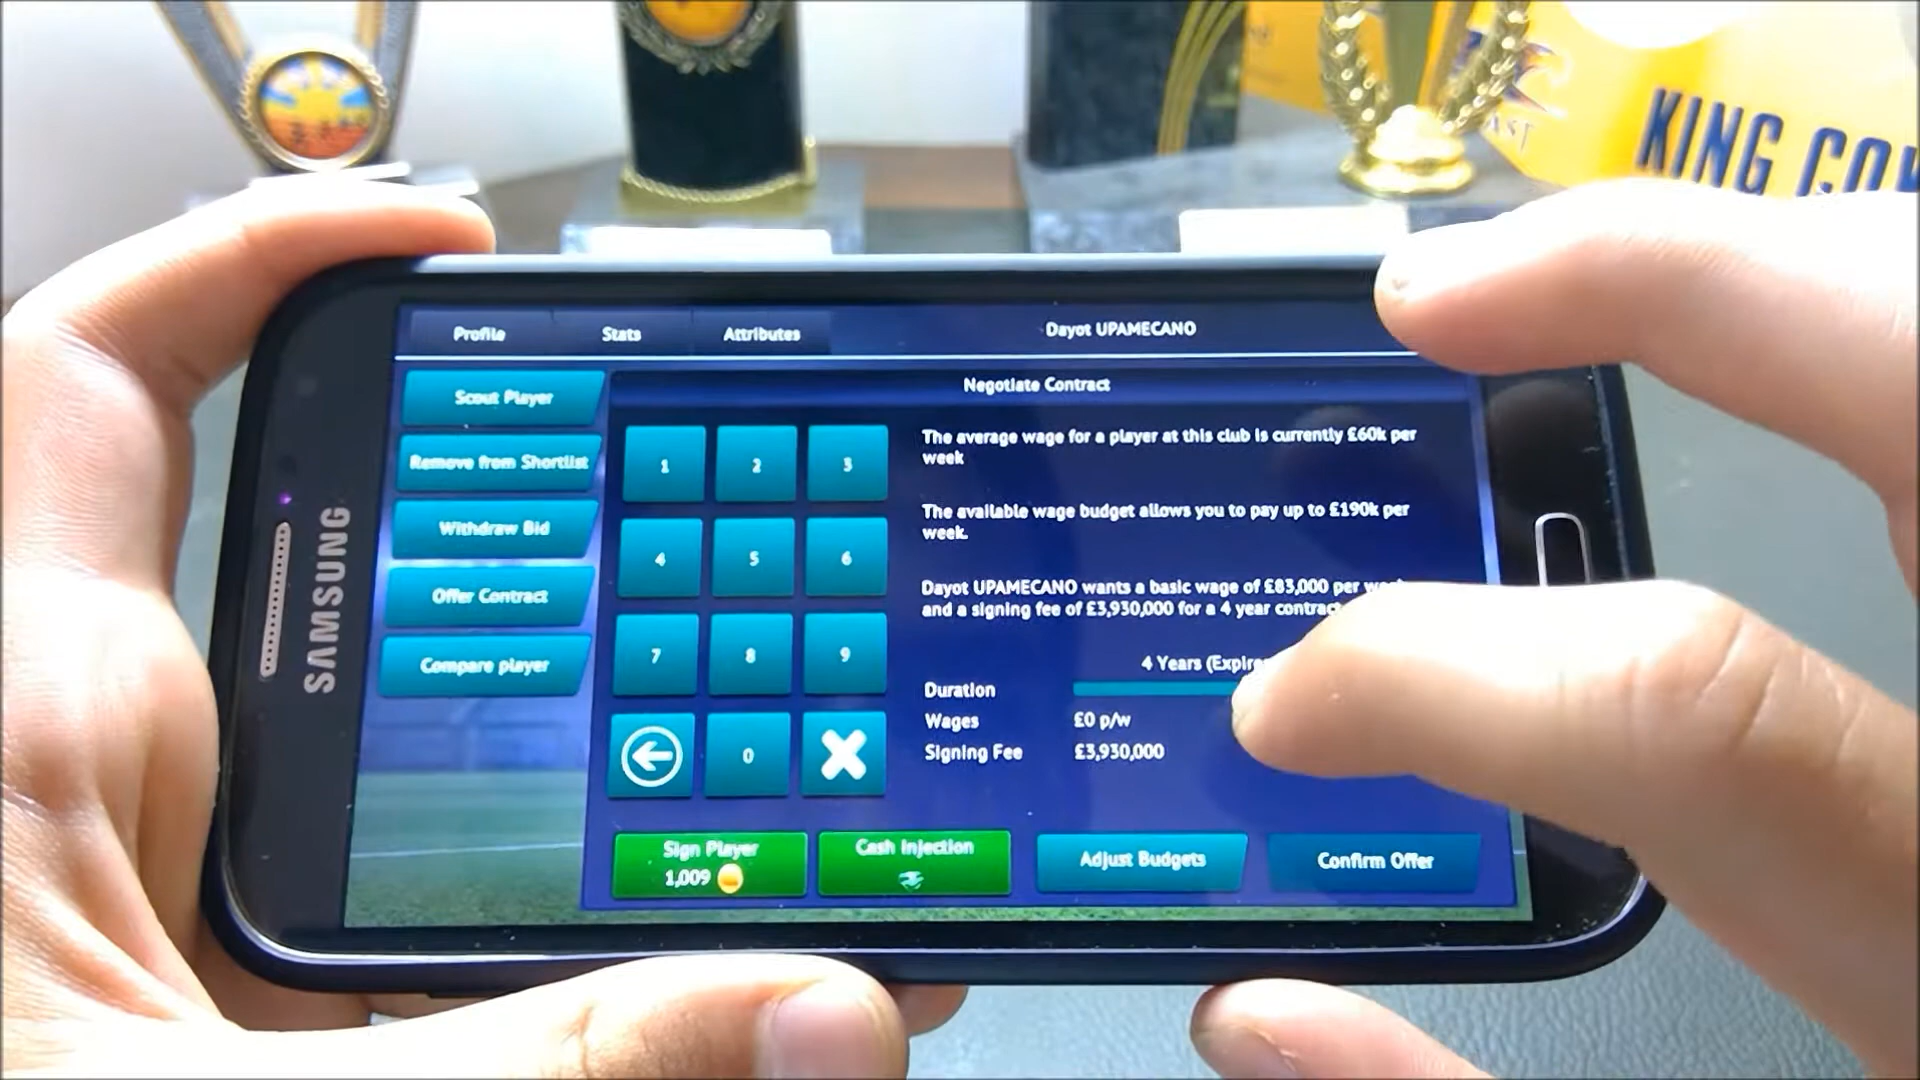 KING
AST
SAMSUNG
Profile
Stats
Attributes
Dayot UPAMECANO
Scout Player
Remove from Shortlist
Withdraw Bid
Offer Contract
Compare player
Negotiate Contract
1 2 3
4 5 6
7 8 9
0
The average wage for a player at this club is currently £60k per
week
The available wage budget allows you to pay up to £190k per
week.
Dayot UPAMECANO wants a basic wage of £83,000 per week
and a signing fee of £3,930,000 for a 4 year contract
4 Years (Expires
Duration
Wages £0 p/w
Signing Fee £3,930,000
Sign Player
1,009
Cash Injection
Adjust Budgets
Confirm Offer